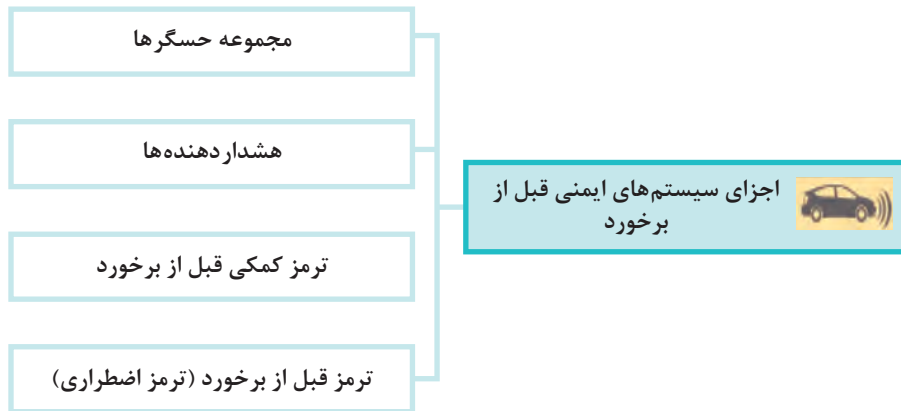 اجزای سیستم‌های ایمنی قبل از
برخورد
مجموعه حسگرها
هشداردهنده‌ها
ترمز کمکی قبل از برخورد
ترمز قبل از برخورد (ترمز اضطراری)